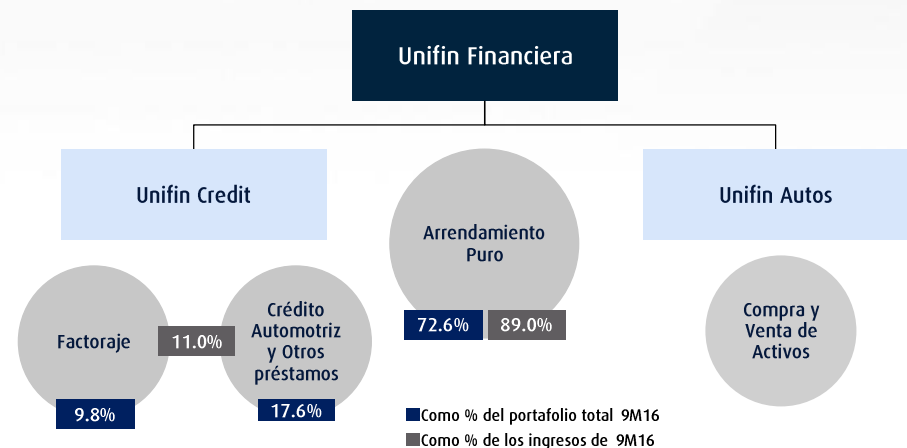 Unifin Financiera
Unifin Credit
Unifin Autos
Arrendamiento
Puro
72.6%
89.0%
Factoraje
11.0%
9.8%
Crédito
Automotriz
y Otros
préstamos
17.6%
Compra y
Venta de
Activos
Como % del portafolio total 9M16
Como % de los ingresos de 9M16